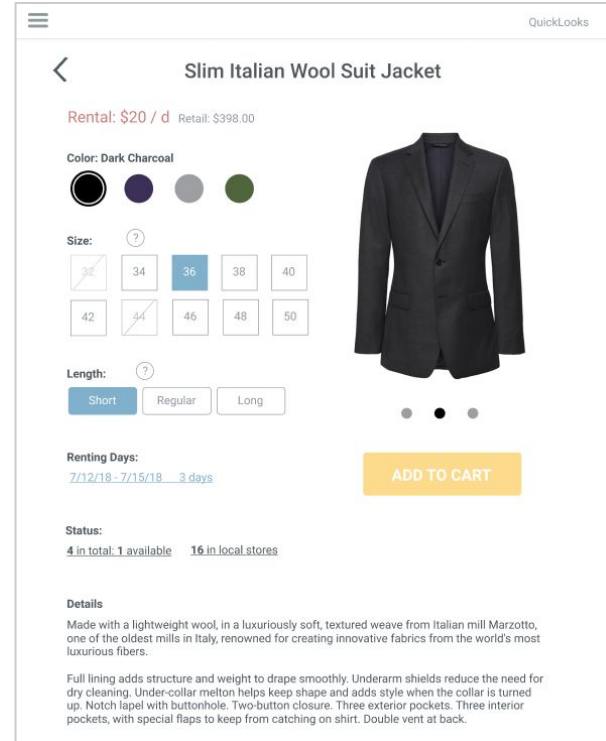 QuickLooks
Slim Italian Wool Suit Jacket
Rental: $20 / d Retail: $398.00
Color: Dark Charcoal
Size: ?
32 34 36 38 40
42 44 46 48 50
Length: ?
Short Regular Long
Renting Days:
7/12/18 - 7/15/18 3 days
ADD TO CART
Status:
4 in total: 1 available 16 in local stores
Details
Made with a lightweight wool, in a luxuriously soft, textured weave from Italian mill Marzotto,
one of the oldest mills in Italy, renowned for creating innovative fabrics from the world's most
luxurious fibers.
Full lining adds structure and weight to drape smoothly. Underarm shields reduce the need for
dry cleaning. Under-collar melton helps keep shape and adds style when the collar is turned
up. Notch lapel with buttonhole. Two-button closure. Three exterior pockets. Three interior
pockets, with special flaps to keep from catching on shirt. Double vent at back.